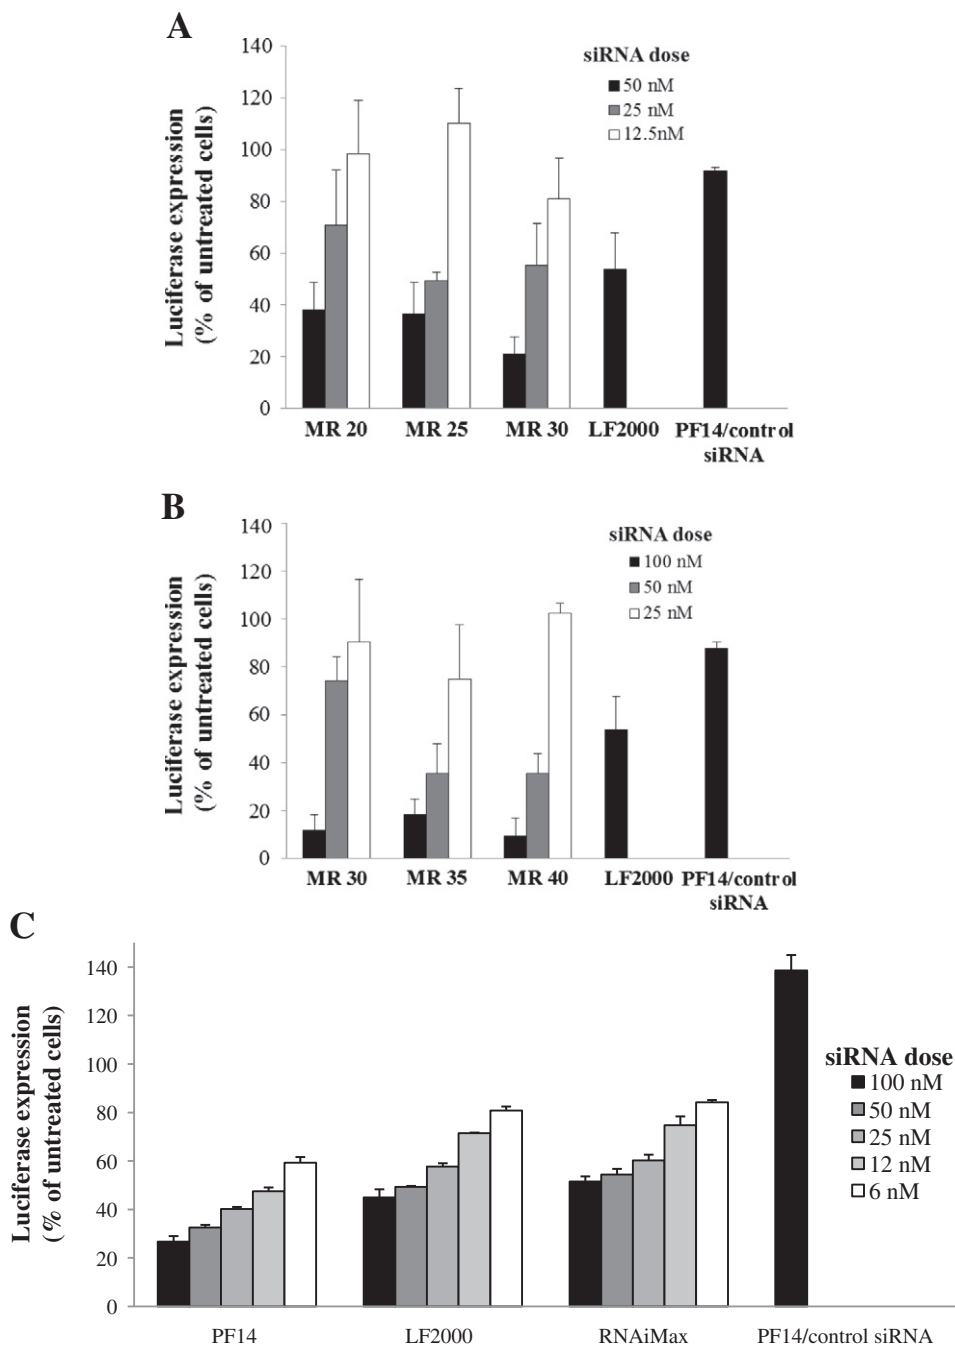 A
140
120
100
80
60
40
20
0
Luciferase expression
(% of untreated cells)
siRNA dose
50 nM
25 nM
12.5nM
MR 20 MR 25 MR 30 LF2000 PF14/control
siRNA
B
140
120
100
80
60
40
20
0
Luciferase expression
(% of untreated cells)
siRNA dose
100 nM
50 nM
25 nM
MR 30 MR 35 MR 40 LF2000 PF14/control
siRNA
C
140
120
100
80
60
40
20
0
Luciferase expression
(% of untreated cells)
siRNA dose
100 nM
50 nM
25 nM
12 nM
6 nM
PF14 LF2000 RNAiMax PF14/control siRNA